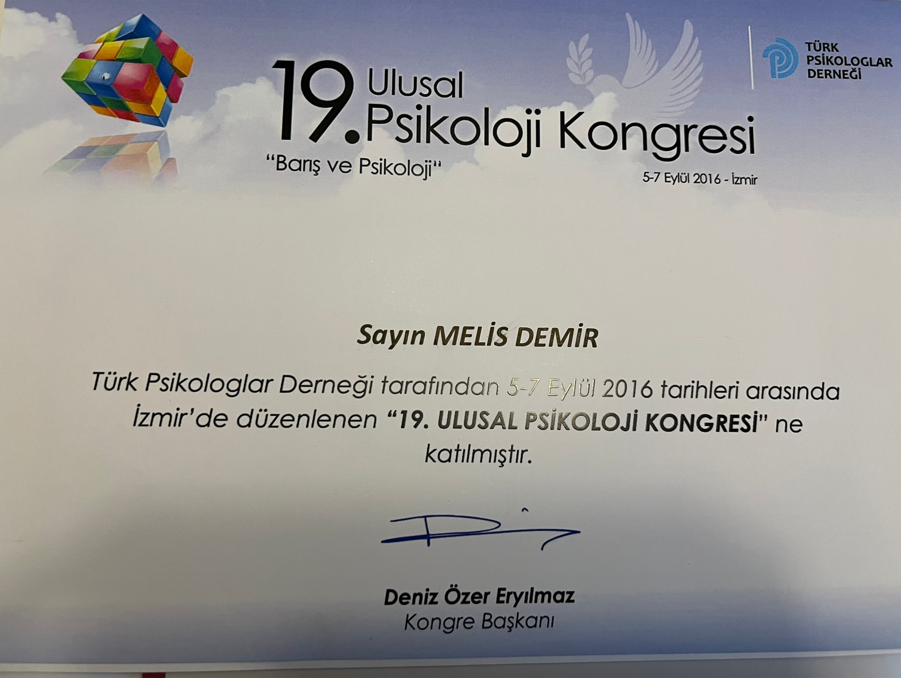 19. Ulusal
Psikoloji Kongresi
"Barış ve Psikoloji"
5-7 Eylül 2016 - İzmir
TÜRK
PSİKOLOGLAR
DERNEĞİ
Sayın MELİS DEMİR
Türk Psikologlar Derneği tarafından 5-7 Eylül 2016 tarihleri arasında
İzmir'de düzenlenen "19. ULUSAL PSİKOLOJİ KONGRESİ" ne
katılmıştır.
Deniz Özer Eryılmaz
Kongre Başkanı